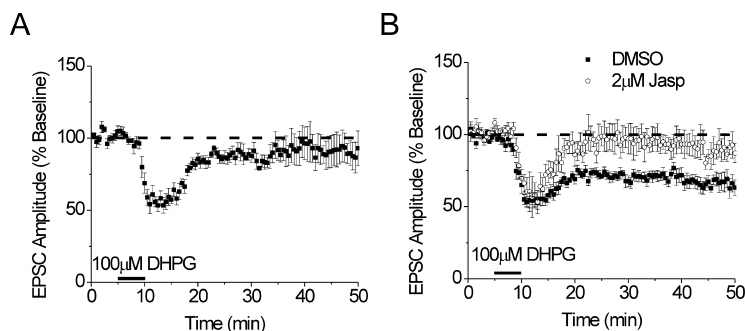 A
EPSC Amplitude (% Baseline)
150
100
50
0
100μM DHPG
0 10 20 30 40 50
Time (min)
B
EPSC Amplitude (% Baseline)
150
100
50
0
DMSO
2μM Jasp
100μM DHPG
0 10 20 30 40 50
Time (min)